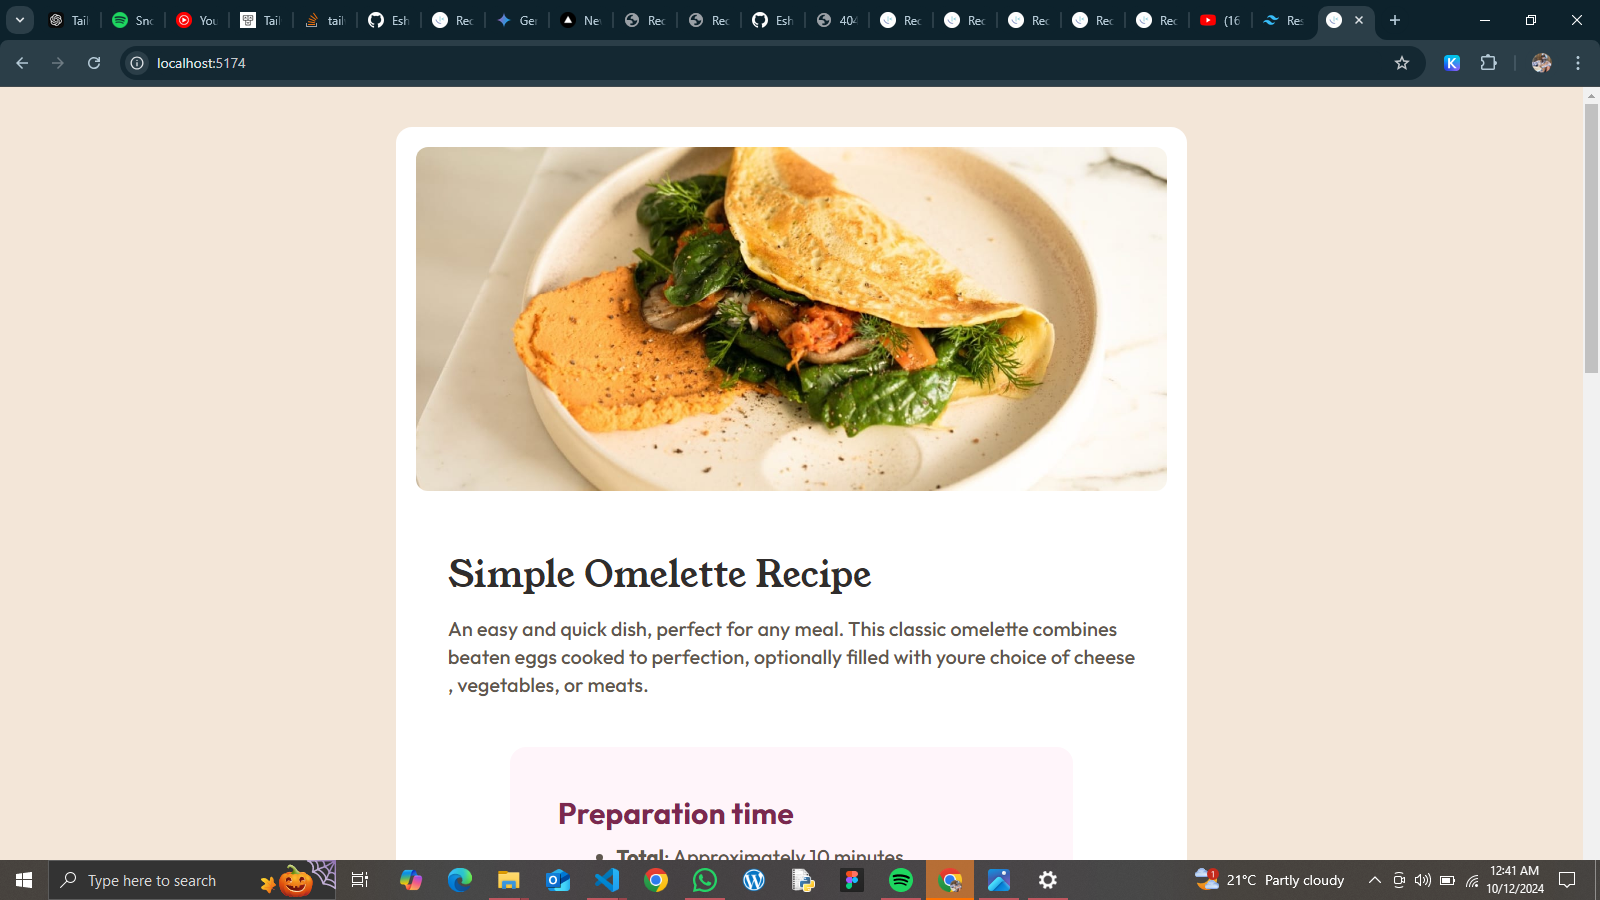 Tail
Sno
You
Tail
tail
Esh
Rec
Ger
Ne
Rec
Rec
Esh
404
Rec
Rec
Rec
Rec
Rec
(16
Res
localhost:5174
K
Simple Omelette Recipe
An easy and quick dish, perfect for any meal. This classic omelette combines
beaten eggs cooked to perfection, optionally filled with youre choice of cheese
, vegetables, or meats.
Preparation time
• Total: Approximately 10 minutes
Type here to search
1
21°C Partly cloudy
12:41 AM
10/12/2024